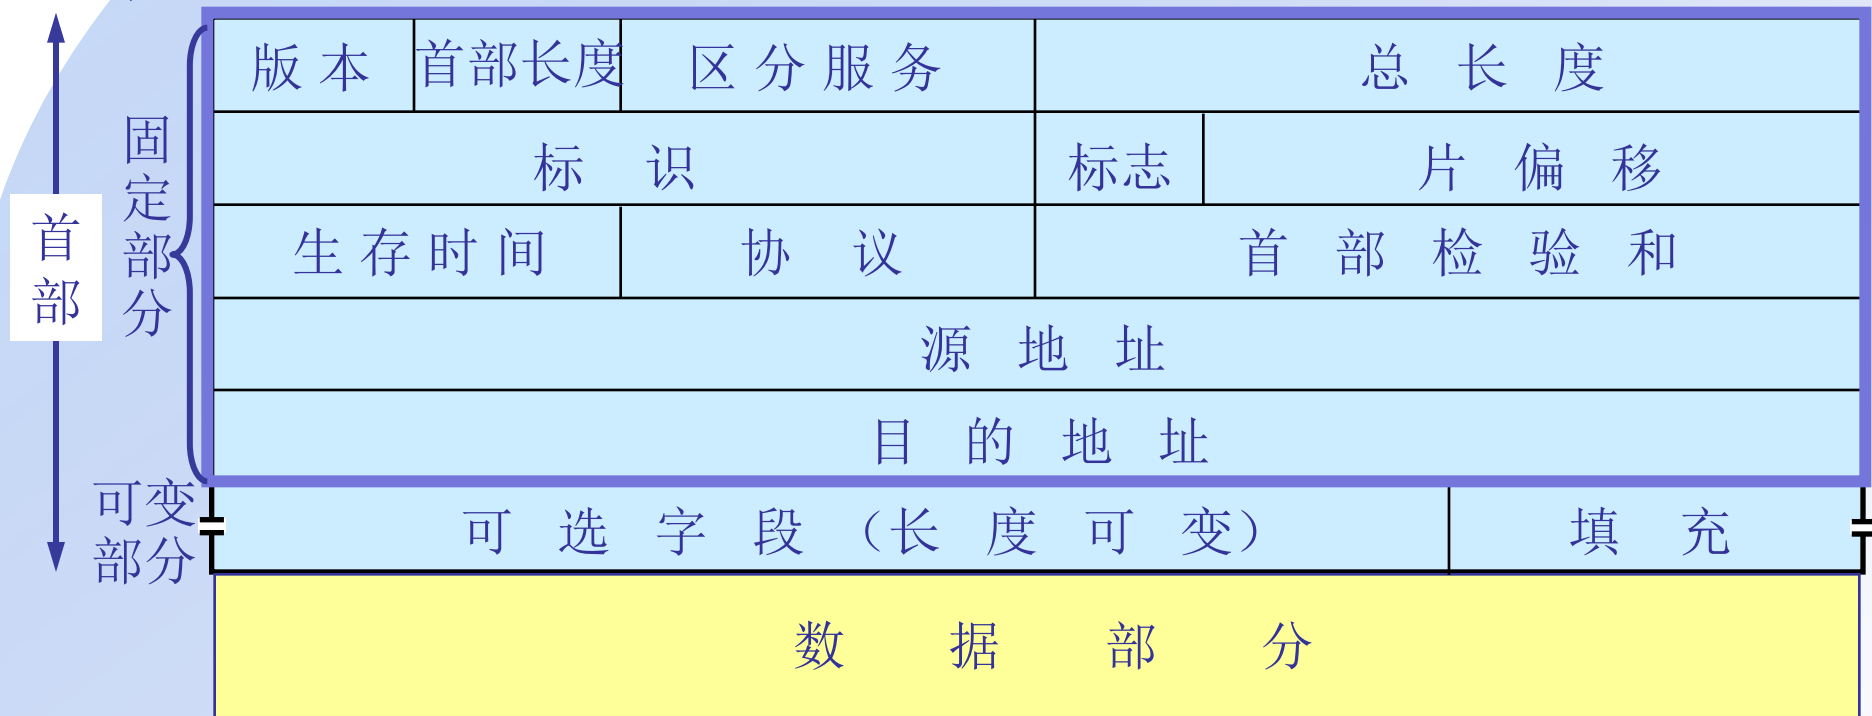 版本 首部长度 区分服务 总长度
标识 标志 片偏移
生存时间 协议 首部检验和
源地址
目的地址
可选字段（长度可变） 填充
数据部分
首部
固定部分
可变
部分